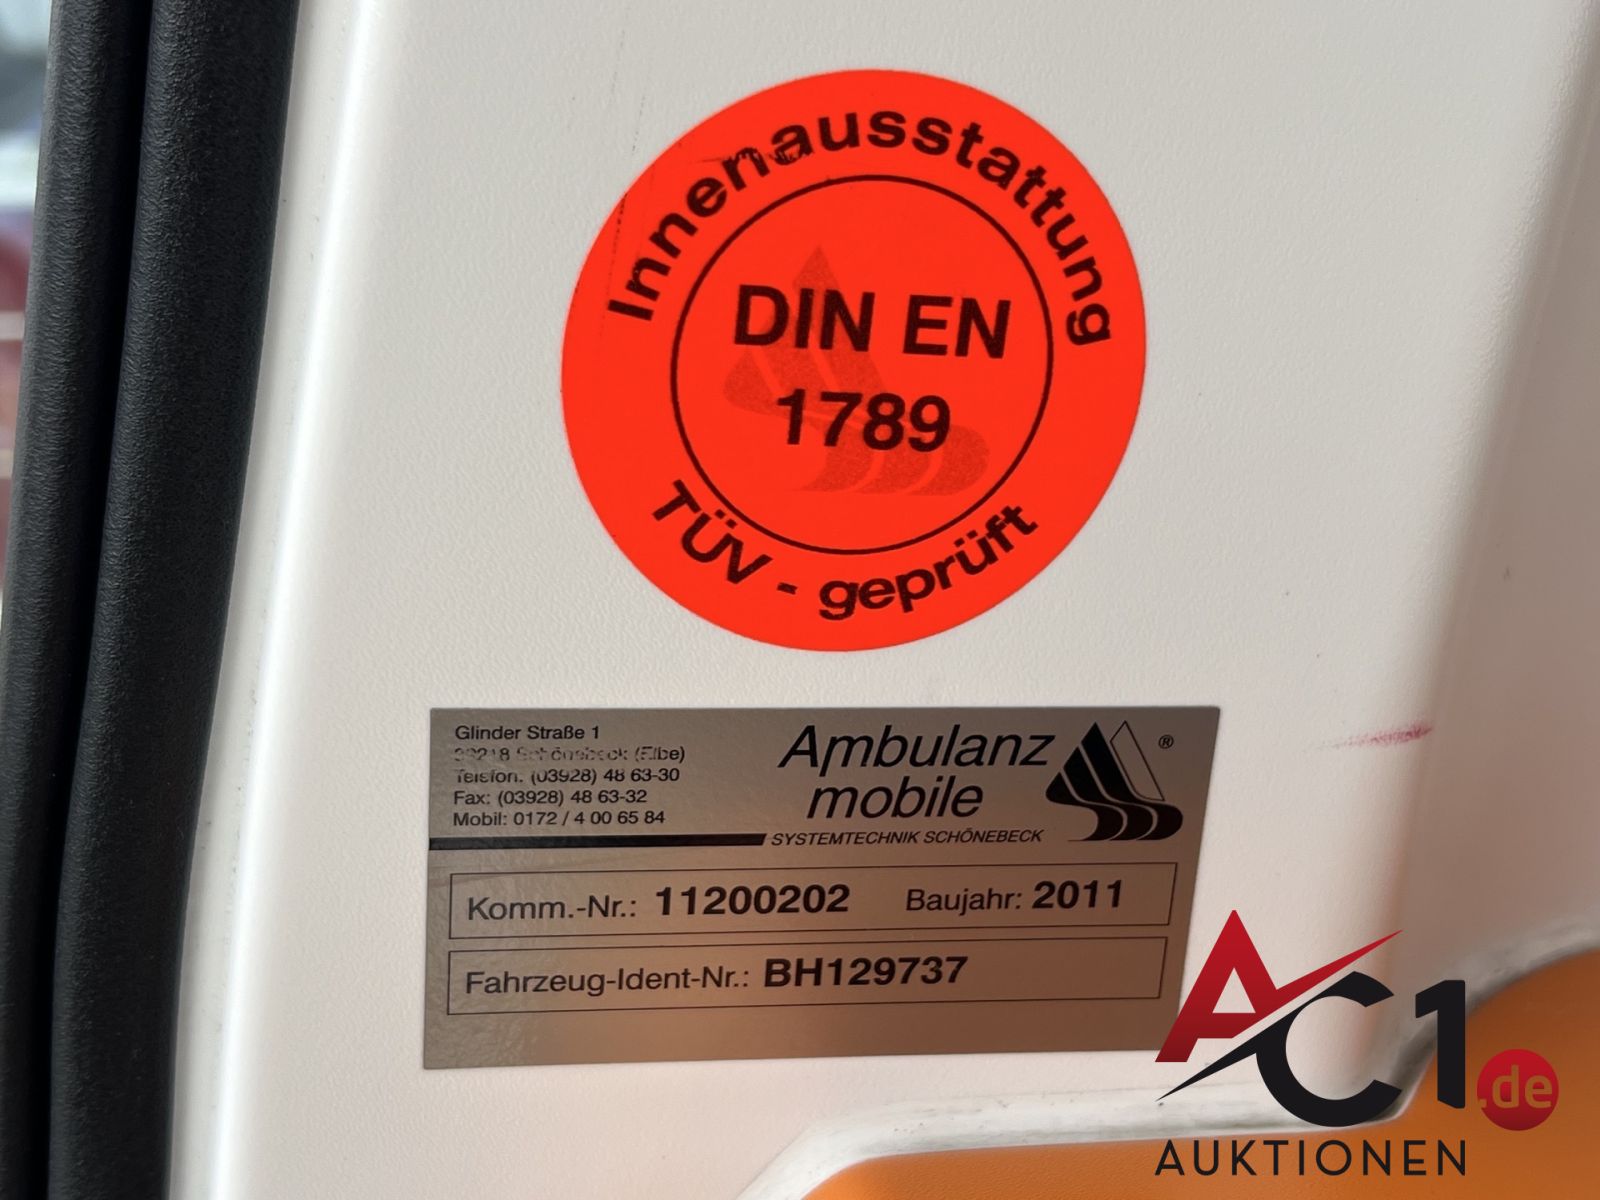 Innenausstattung
DIN EN
1789
TÜV - geprüft
Glinder Straße 1
39218 Schönebeck (Elbe)
Telefon: (03928) 48 63-30
Fax: (03928) 48 63-32
Mobil: 0172 / 4 00 65 84
Ambulanz
mobile
®
SYSTEMTECHNIK SCHÖNEBECK
Komm.-Nr.: 11200202 Baujahr: 2011
Fahrzeug-Ident-Nr.: BH129737
AC1.de
AUKTIONEN